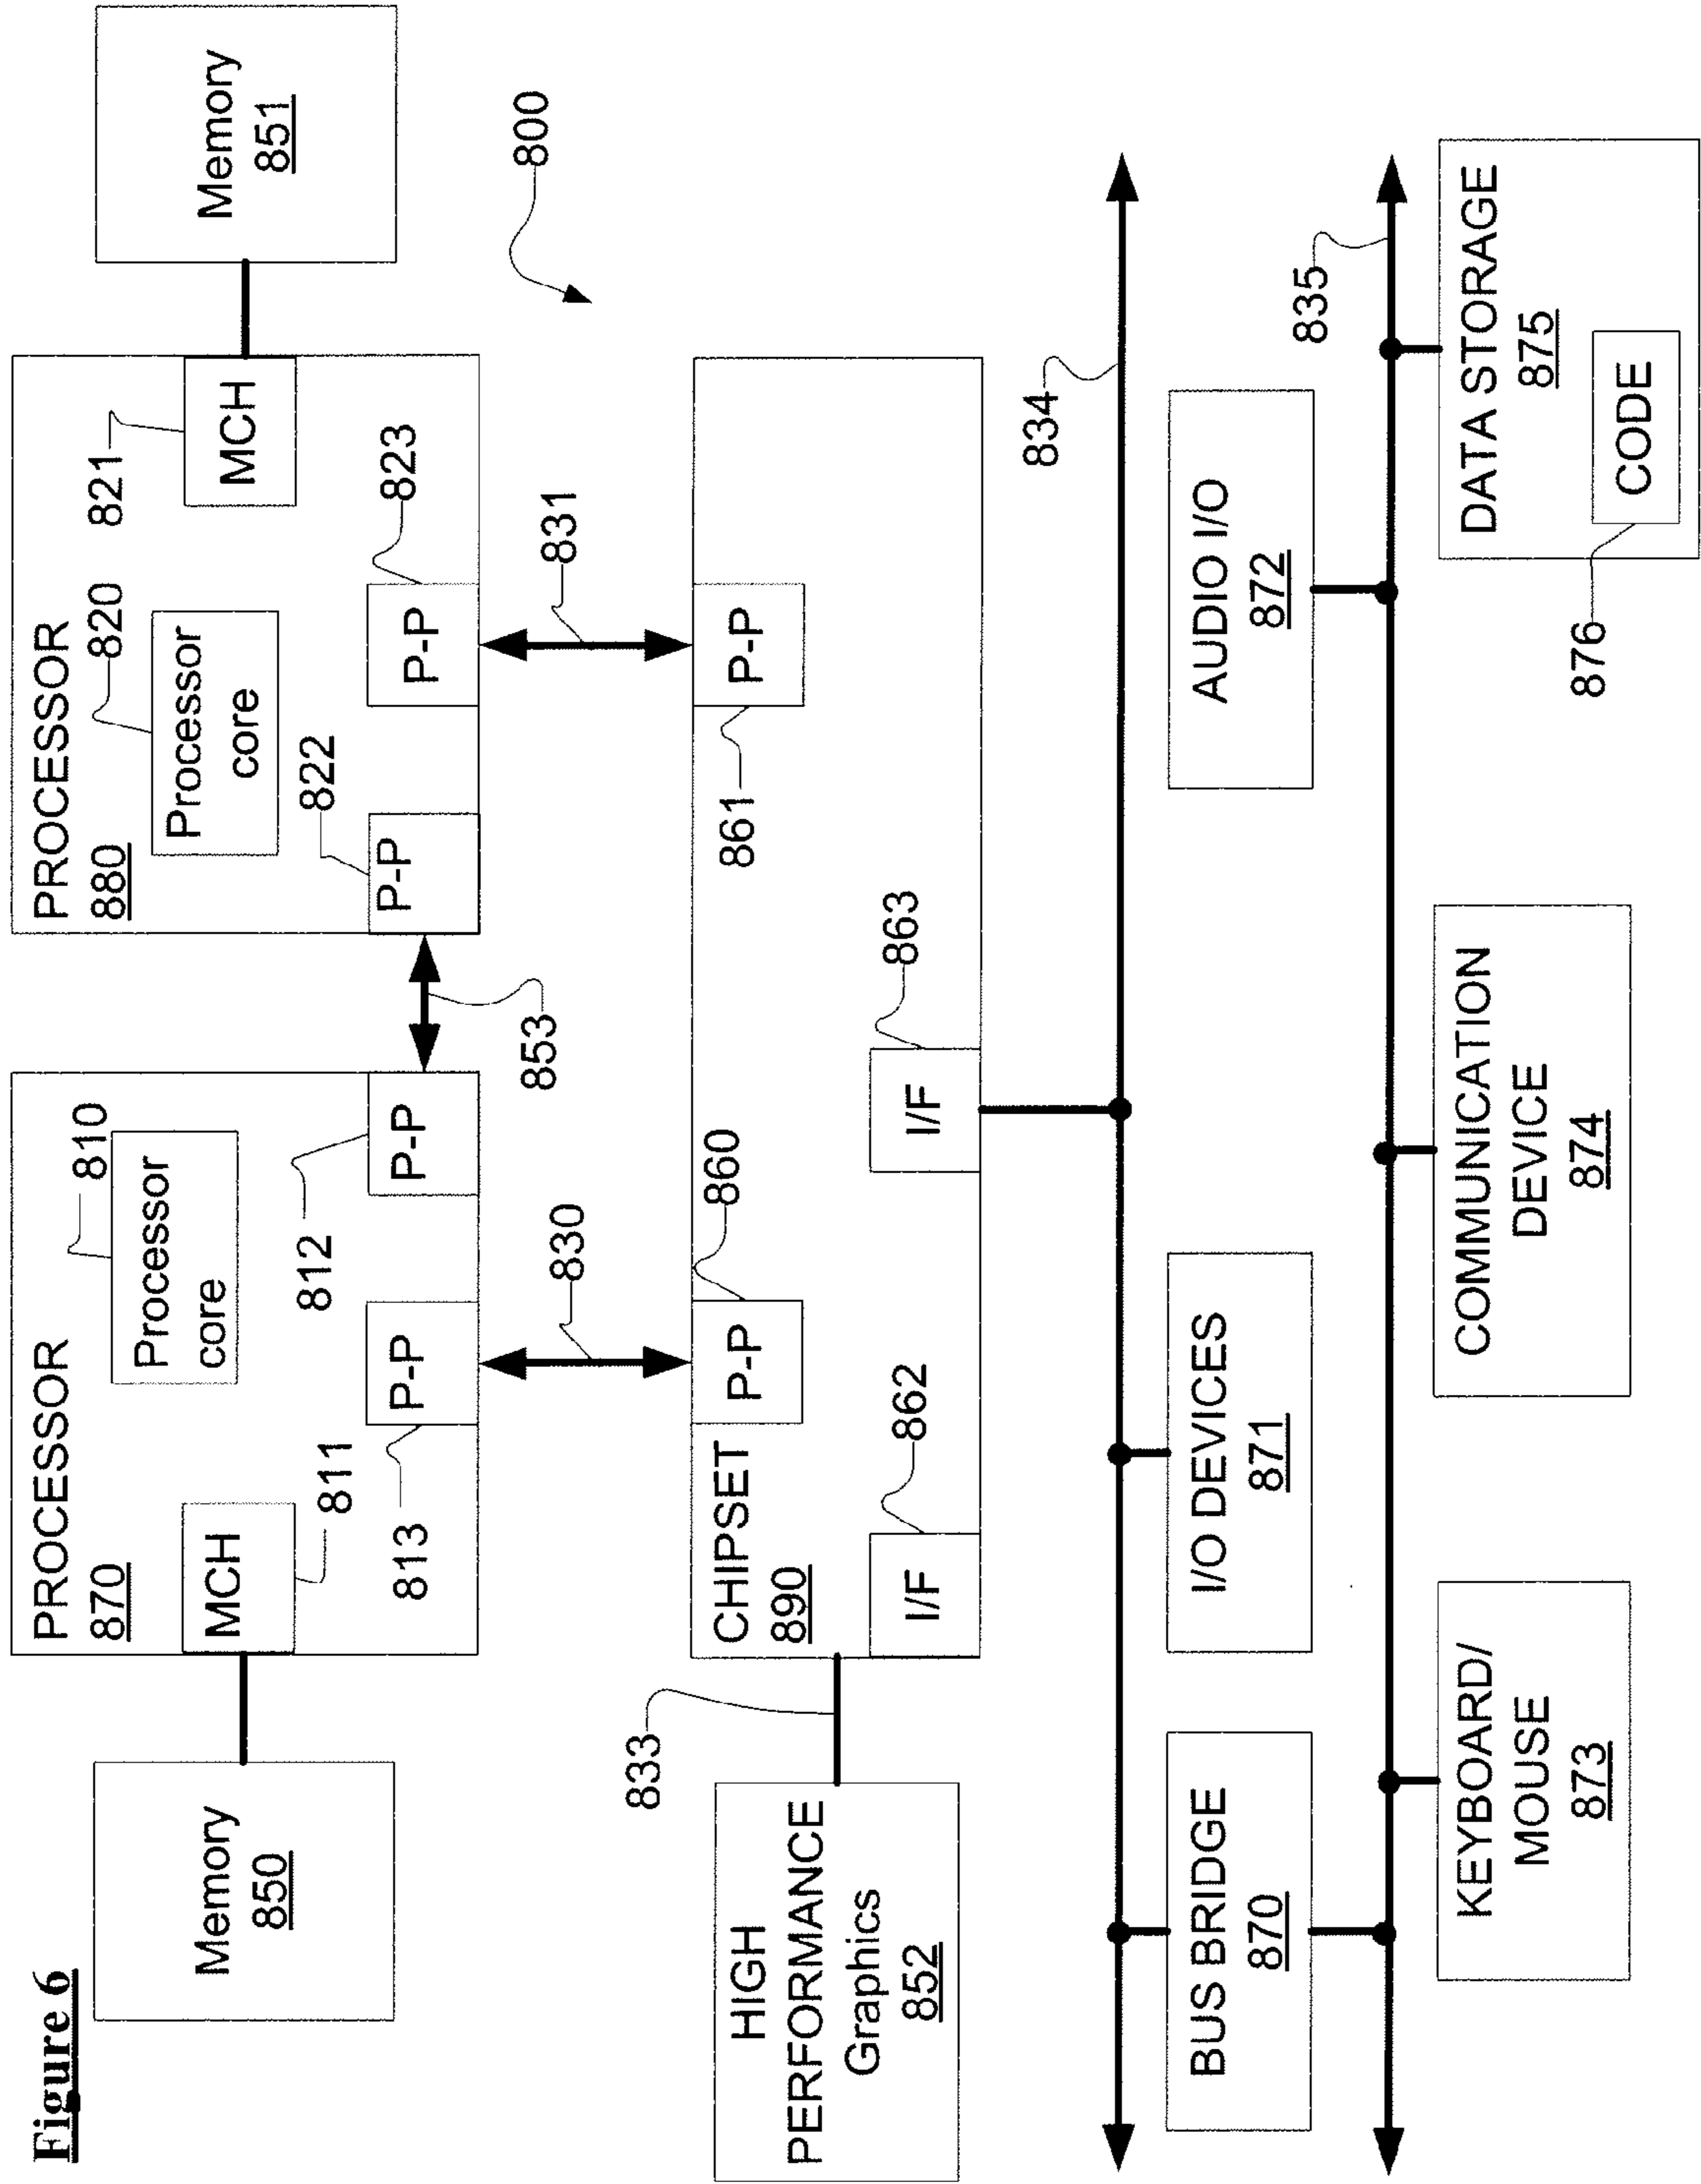 Figure 6
Memory
850
PROCESSOR
870
MCH
811
813
Processor
core
810
812
P-P
P-P
853
PROCESSOR
880
Processor
core
820
822
P-P
821
MCH
823
P-P
Memory
851
800
830
831
833
HIGH
PERFORMANCE
Graphics
852
CHIPSET
890
P-P
860
861
P-P
I/F
862
I/F
863
834
BUS BRIDGE
870
I/O DEVICES
871
AUDIO I/O
872
835
KEYBOARD/
MOUSE
873
COMMUNICATION
DEVICE
874
DATA STORAGE
875
CODE
876